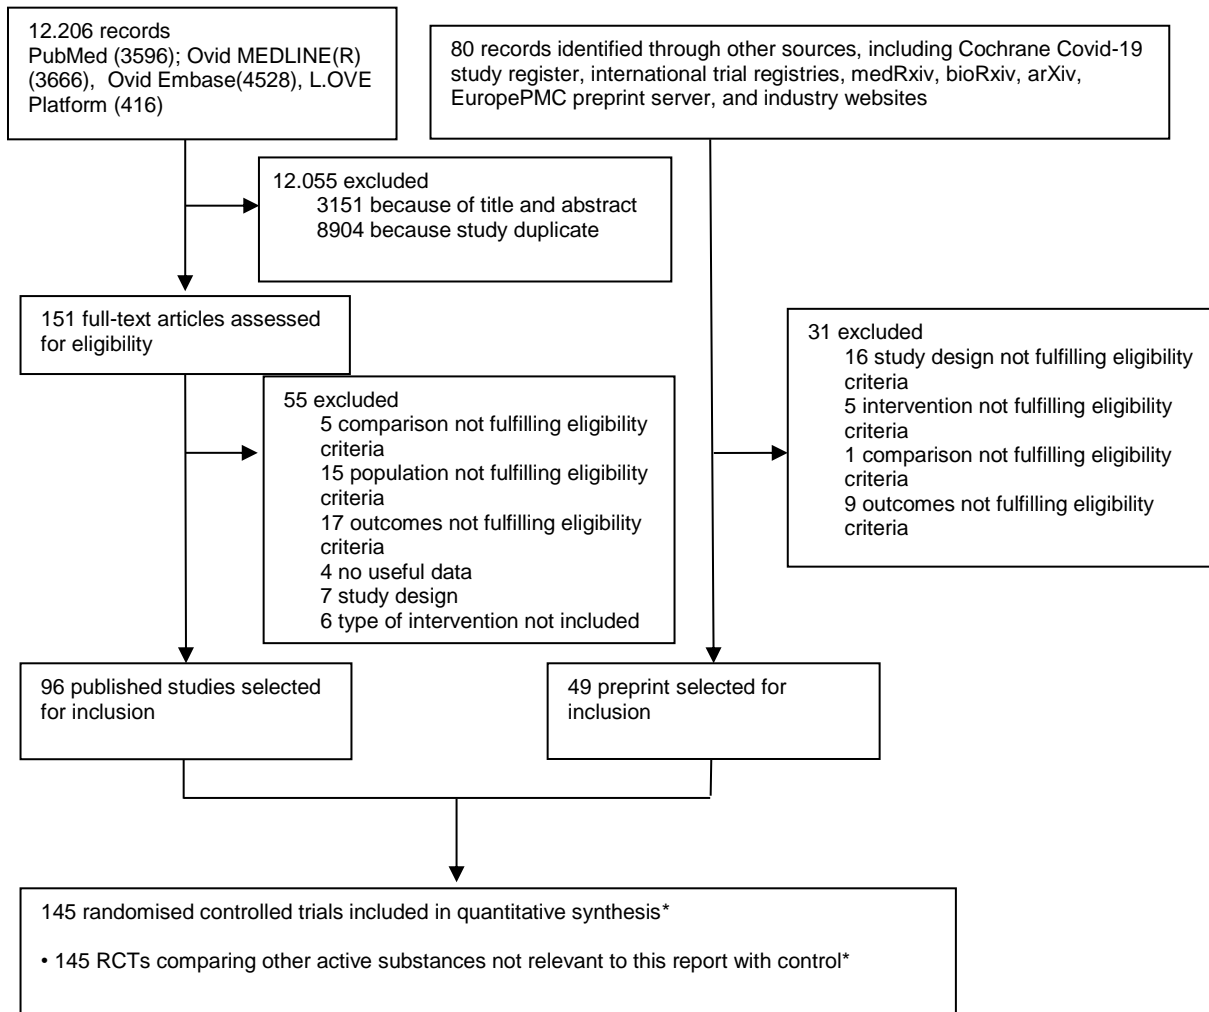 12.206 records
PubMed (3596); Ovid MEDLINE(R)
(3666),  Ovid Embase(4528), L.OVE
Platform (416)
80 records identified through other sources, including Cochrane Covid-19
study register, international trial registries, medRxiv, bioRxiv, arXiv,
EuropePMC preprint server, and industry websites
12.055 excluded
3151 because of title and abstract
8904 because study duplicate
151 full-text articles assessed
for eligibility
31 excluded
16 study design not fulfilling eligibility
criteria
5 intervention not fulfilling eligibility
criteria
1 comparison not fulfilling eligibility
criteria
9 outcomes not fulfilling eligibility
criteria
55 excluded
5 comparison not fulfilling eligibility
criteria
15 population not fulfilling eligibility
criteria
17 outcomes not fulfilling eligibility
criteria
4 no useful data
7 study design
6 type of intervention not included
96 published studies selected
for inclusion
49 preprint selected for
inclusion
145 randomised controlled trials included in quantitative synthesis*
• 145 RCTs comparing other active substances not relevant to this report with control*